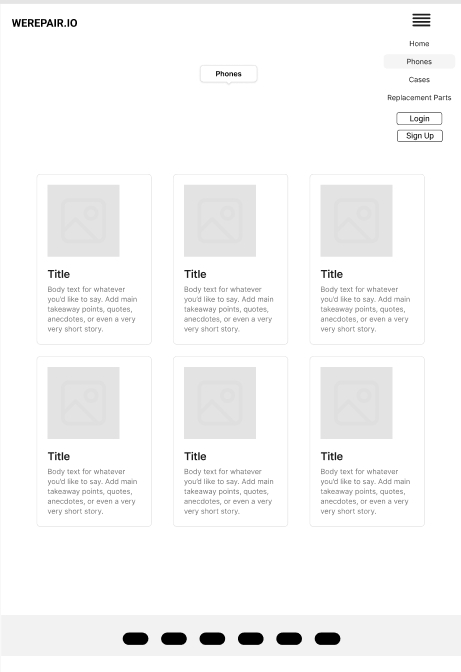 WEREPAIR.IO
Home
Phones
Phones
Cases
Replacement Parts
Login
Sign Up
Title
Body text for whatever
you'd like to say. Add main
takeaway points, quotes,
anecdotes, or even a very
very short story.
Title
Body text for whatever
you'd like to say. Add main
takeaway points, quotes,
anecdotes, or even a very
very short story.
Title
Body text for whatever
you'd like to say. Add main
takeaway points, quotes,
anecdotes, or even a very
very short story.
Title
Body text for whatever
you'd like to say. Add main
takeaway points, quotes,
anecdotes, or even a very
very short story.
Title
Body text for whatever
you'd like to say. Add main
takeaway points, quotes,
anecdotes, or even a very
very short story.
Title
Body text for whatever
you'd like to say. Add main
takeaway points, quotes,
anecdotes, or even a very
very short story.